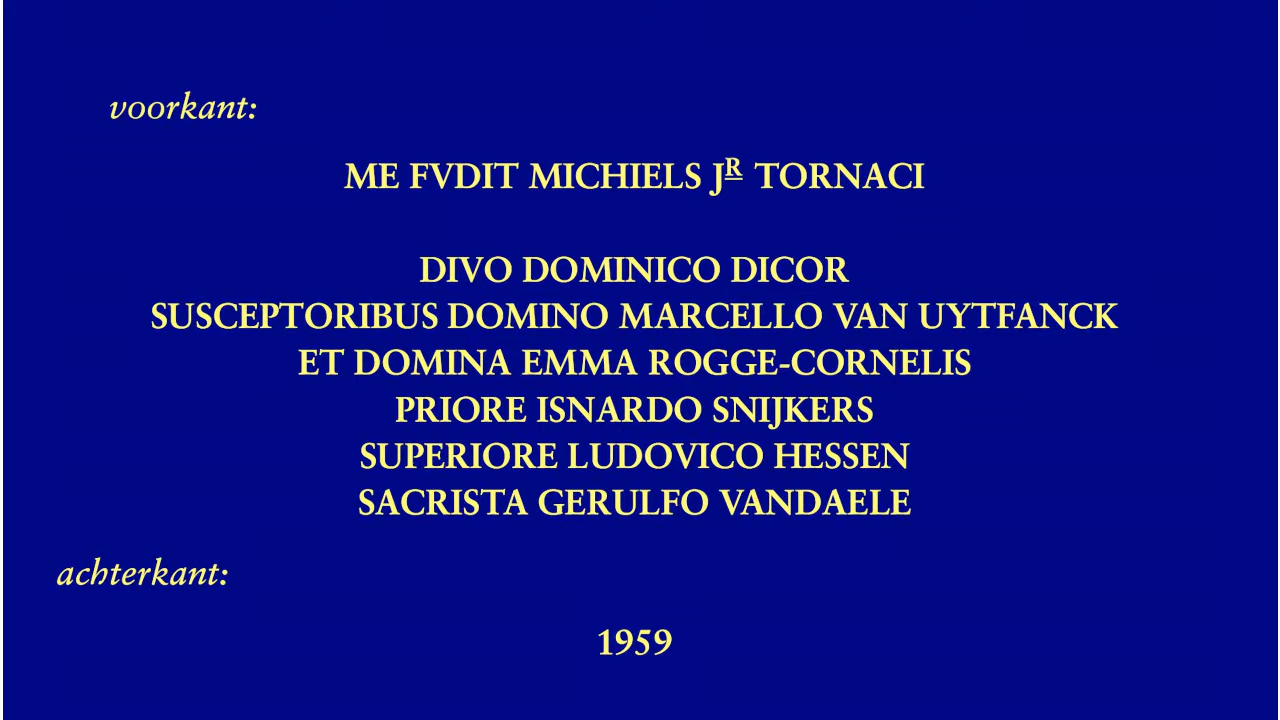 voorkant:
ME FVDIT MICHIELS Jᴿ TORNACI
DIVO DOMINICO DICOR
SUSCEPTORIBUS DOMINO MARCELLO VAN UYTFANCK
ET DOMINA EMMA ROGGE-CORNELIS
PRIORE ISNARDO SNIJKERS
SUPERIORE LUDOVICO HESSEN
SACRISTA GERULFO VANDAELE
achterkant:
1959